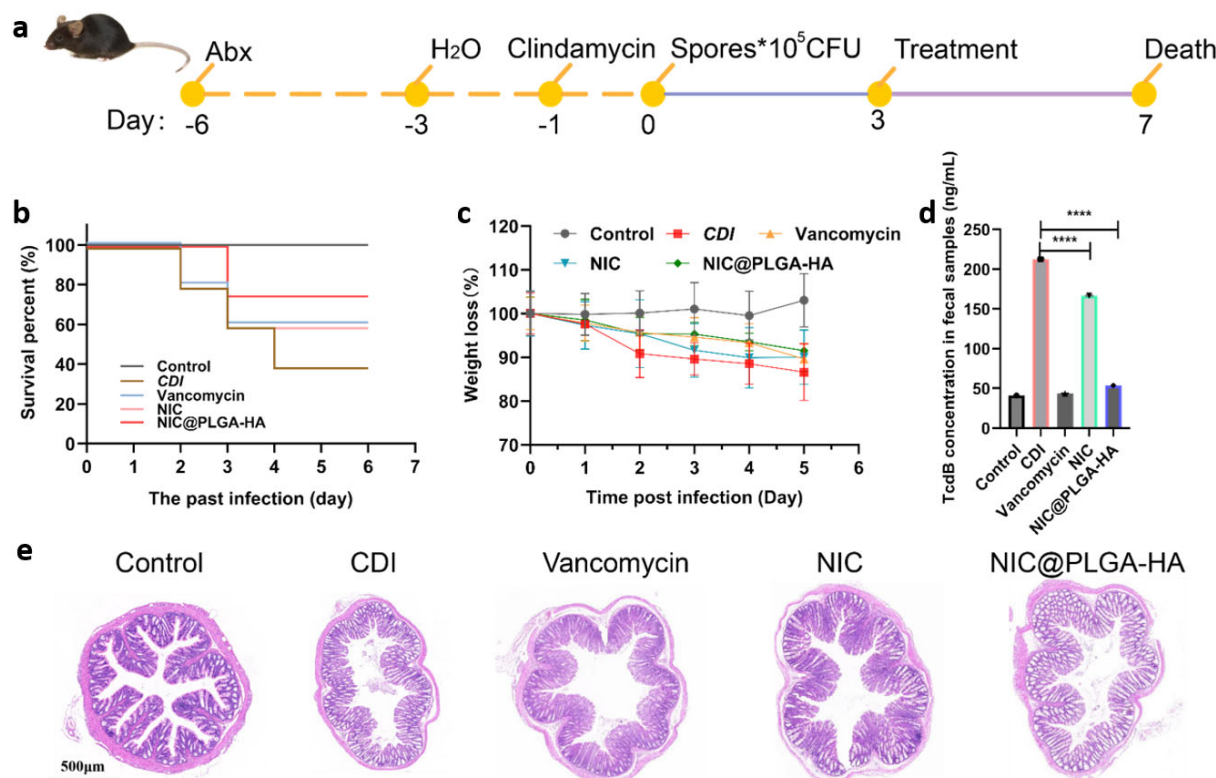 a
Abx H₂O Clindamycin Spores*10⁵CFU Treatment Death
Day: -6 -3 -1 0 3 7
b
Survival percent (%)
100
80
60
40
20
0
Control
CDI
Vancomycin
NIC
NIC@PLGA-HA
0 1 2 3 4 5 6 7
The past infection (day)
c
Weight loss (%)
120
110
100
90
80
70
Control CDI Vancomycin
NIC NIC@PLGA-HA
0 1 2 3 4 5 6
Time post infection (Day)
d
TcdB concentration in fecal samples (ng/mL)
250
200
150
100
50
0
****
****
Control
CDI
Vancomycin
NIC
NIC@PLGA-HA
e
Control CDI Vancomycin NIC NIC@PLGA-HA
500μm